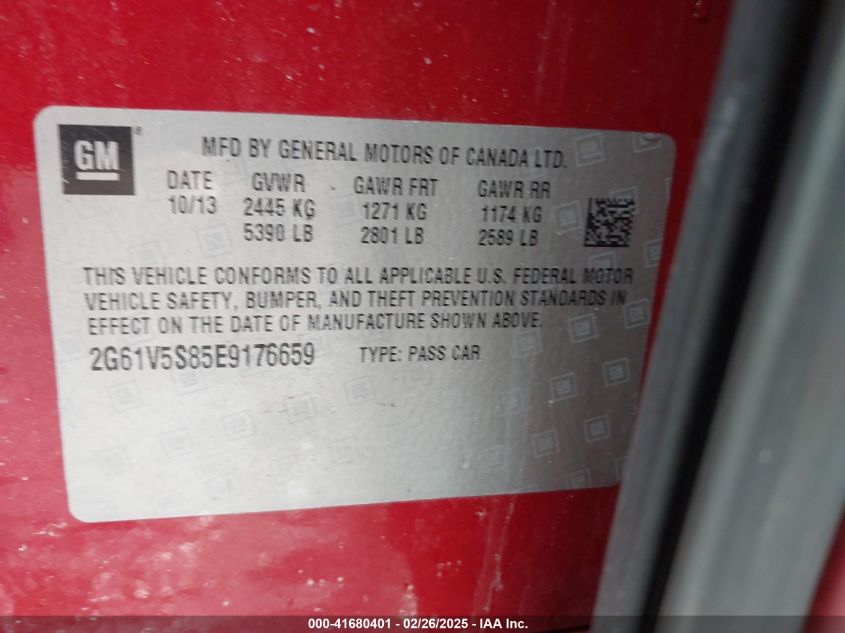 GM ®
MFD BY GENERAL MOTORS OF CANADA LTD.
DATE GVWR GAWR FRT GAWR RR
10/13 2445 KG 1271 KG 1174 KG
5390 LB 2801 LB 2589 LB
THIS VEHICLE CONFORMS TO ALL APPLICABLE U.S. FEDERAL MOTOR
VEHICLE SAFETY, BUMPER, AND THEFT PREVENTION STANDARDS IN
EFFECT ON THE DATE OF MANUFACTURE SHOWN ABOVE.
2G61V5S85E9176659 TYPE: PASS CAR
000-41680401 - 02/26/2025 - IAA Inc.